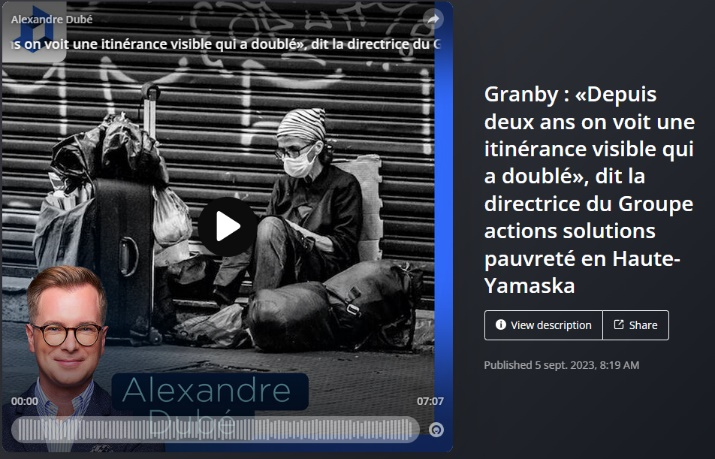 Alexandre Dubé
s on voit une itinérance visible qui a doublé», dit la directrice du G
Granby : «Depuis
deux ans on voit une
itinérance visible qui
a doublé», dit la
directrice du Groupe
actions solutions
pauvreté en Haute-
Yamaska
View description
Share
Published 5 sept. 2023, 8:19 AM
Alexandre
Dubé
00:00
07:07